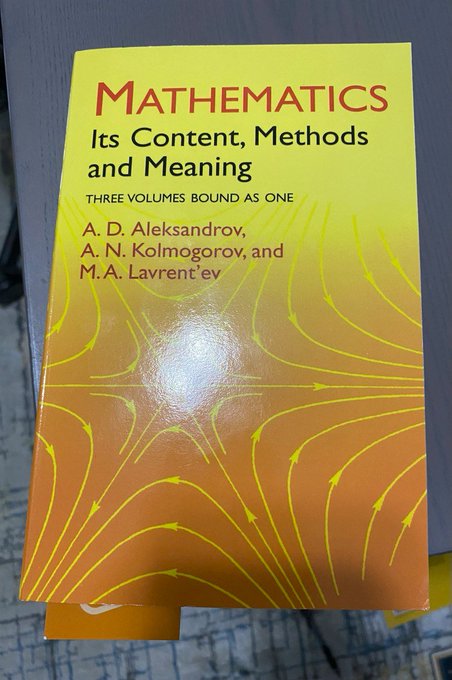 MATHEMATICS
Its Content, Methods
and Meaning
THREE VOLUMES BOUND AS ONE
A. D. Aleksandrov,
A. N. Kolmogorov, and
M. A. Lavrent'ev